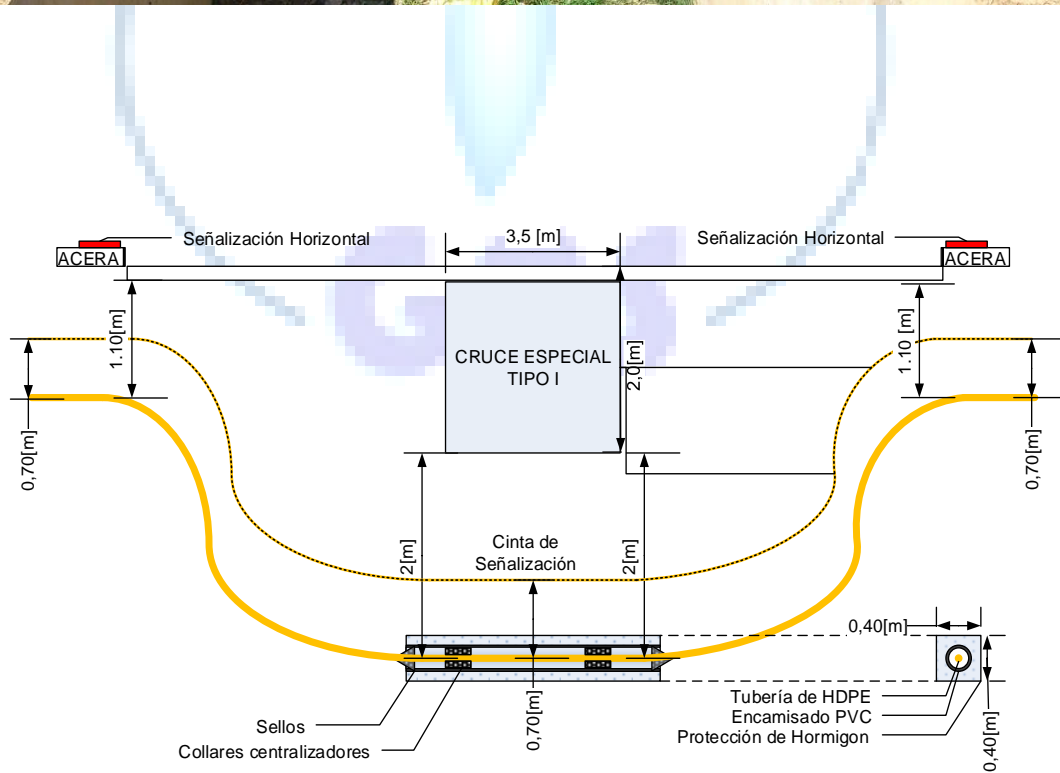 Señalización Horizontal
3,5 [m]
Señalización Horizontal
ACERA
ACERA
1.10[m]
1.10 [m]
CRUCE ESPECIAL
TIPO I
2,0[m]
0,70[m]
0,70[m]
Cinta de
Señalización
2[m]
2[m]
0,40[m]
Tubería de HDPE
Encamisado PVC
Protección de Hormigon
Sellos
Collares centralizadores
0,70[m]
0,40[m]